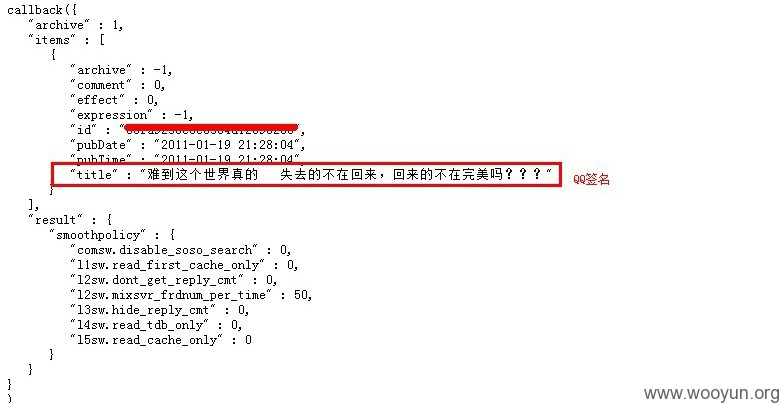 callback({
"archive" : 1,
"items" : [
{
"archive" : -1,
"comment" : 0,
"effect" : 0,
"expression" : -1,
"id" : "
"pubDate" : "2011-01-19 21:28:04",
"pubTime" : "2011-01-19 21:28:04",
"title" : "难到这个世界真的 失去的不在回来，回来的不在完美吗？？？" QQ签名
}
],
"result" : {
"smoothpolicy" : {
"comsw.disable_soso_search" : 0,
"l1sw.read_first_cache_only" : 0,
"l2sw.dont_get_reply_cmt" : 0,
"l2sw.mixsvr_frdnum_per_time" : 50,
"l3sw.hide_reply_cmt" : 0,
"l4sw.read_tdb_only" : 0,
"l5sw.read_cache_only" : 0
}
}
}
)
www.wooyun.org